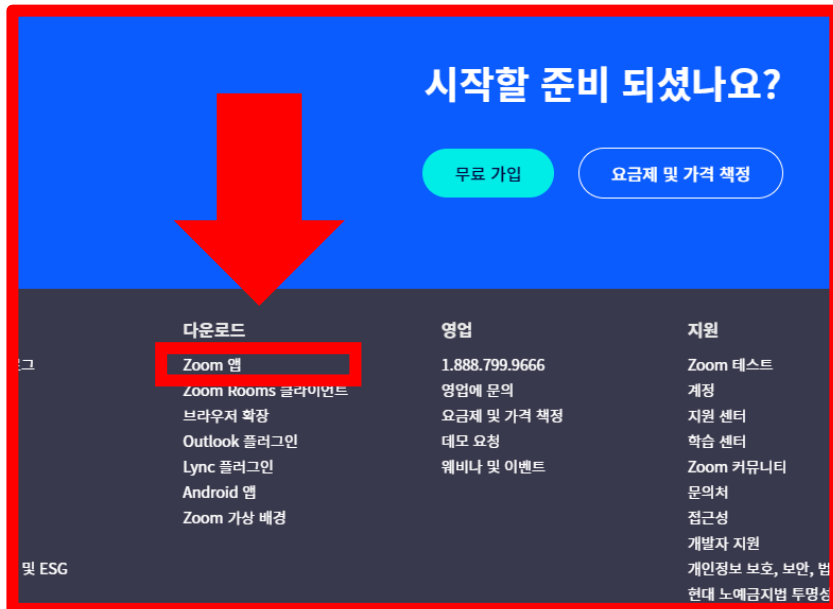 시작할 준비 되셨나요?
무료 가입
요금제 및 가격 책정
다운로드
Zoom 앱
Zoom Rooms 클라이언트
브라우저 확장
Outlook 플러그인
Lync 플러그인
Android 앱
Zoom 가상 배경
영업
1.888.799.9666
영업에 문의
요금제 및 가격 책정
데모 요청
웨비나 및 이벤트
지원
Zoom 테스트
계정
지원 센터
학습 센터
Zoom 커뮤니티
문의처
접근성
개발자 지원
개인정보 보호, 보안, 법
현대 노예금지법 투명성
및 ESG